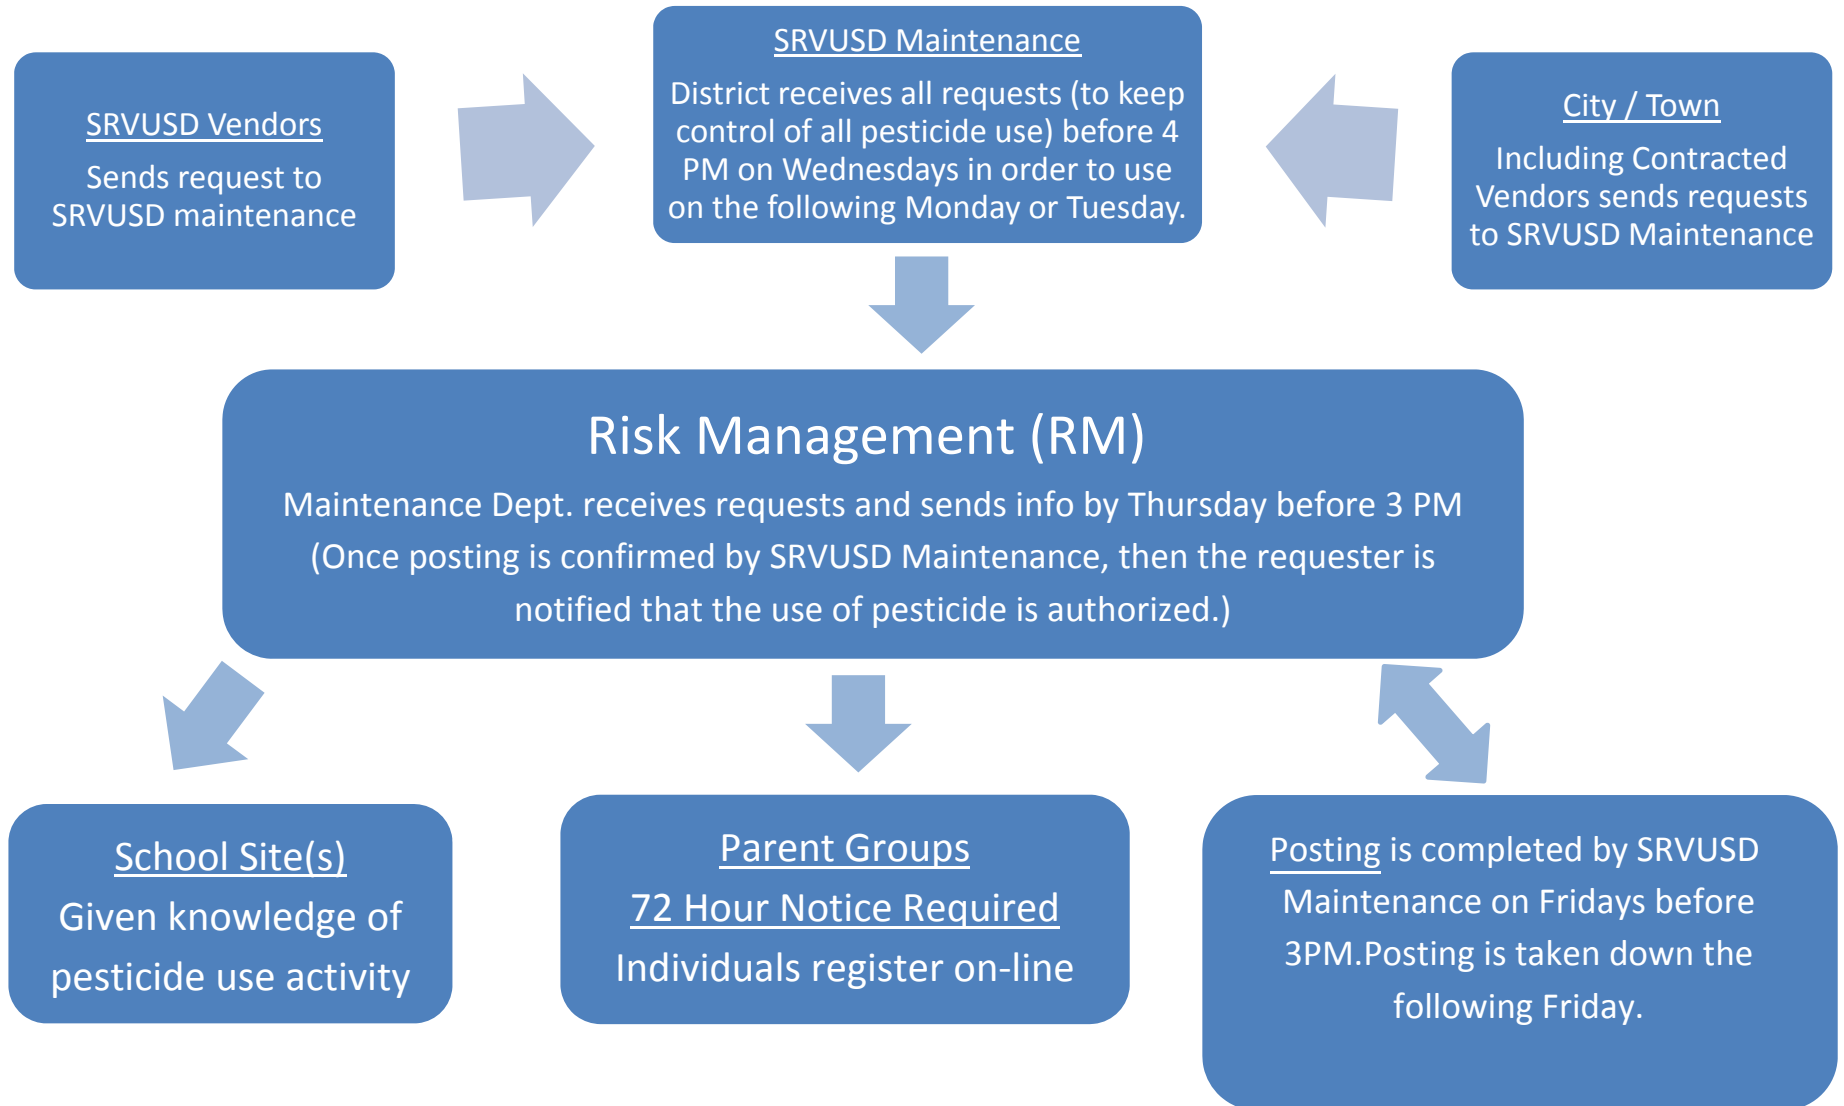 SRVUSD Vendors
Sends request to
SRVUSD maintenance
SRVUSD Maintenance
District receives all requests (to keep
control of all pesticide use) before 4
PM on Wednesdays in order to use
on the following Monday or Tuesday.
City / Town
Including Contracted
Vendors sends requests
to SRVUSD Maintenance
Risk Management (RM)
Maintenance Dept. receives requests and sends info by Thursday before 3 PM
(Once posting is confirmed by SRVUSD Maintenance, then the requester is
notified that the use of pesticide is authorized.)
School Site(s)
Given knowledge of
pesticide use activity
Parent Groups
72 Hour Notice Required
Individuals register on-line
Posting is completed by SRVUSD
Maintenance on Fridays before
3PM.Posting is taken down the
following Friday.